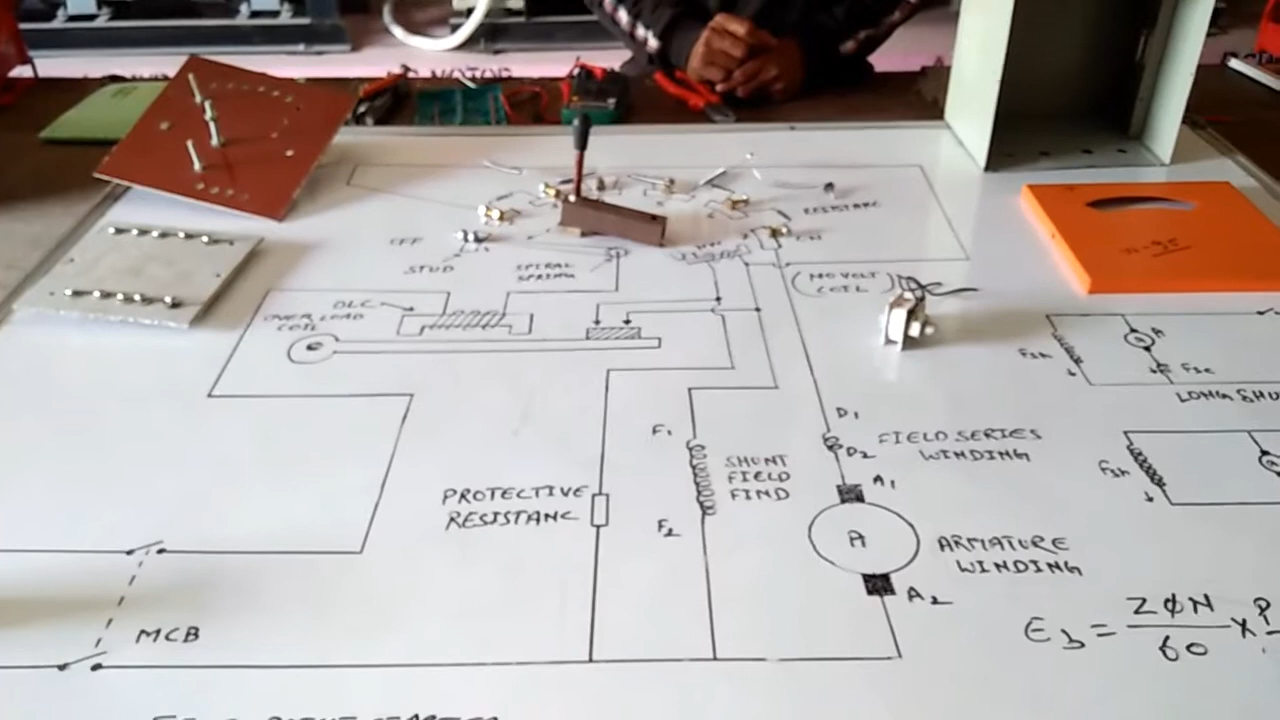 MOTOR
RESISTANC
OFF
STUD
SPIRAL
SPRING
ON
(NO VOLT
COIL)
OLC
OVER LOAD
COIL
A
FSh
FSe
LONG SHU
D1
D2
FIELD SERIES
WINDING
F1
SHUNT
FIELD
FIND
FSh
A1
PROTECTIVE
RESISTANC
F2
A
ARMATURE
WINDING
A2
MCB
Eb = ZφN/60 × P